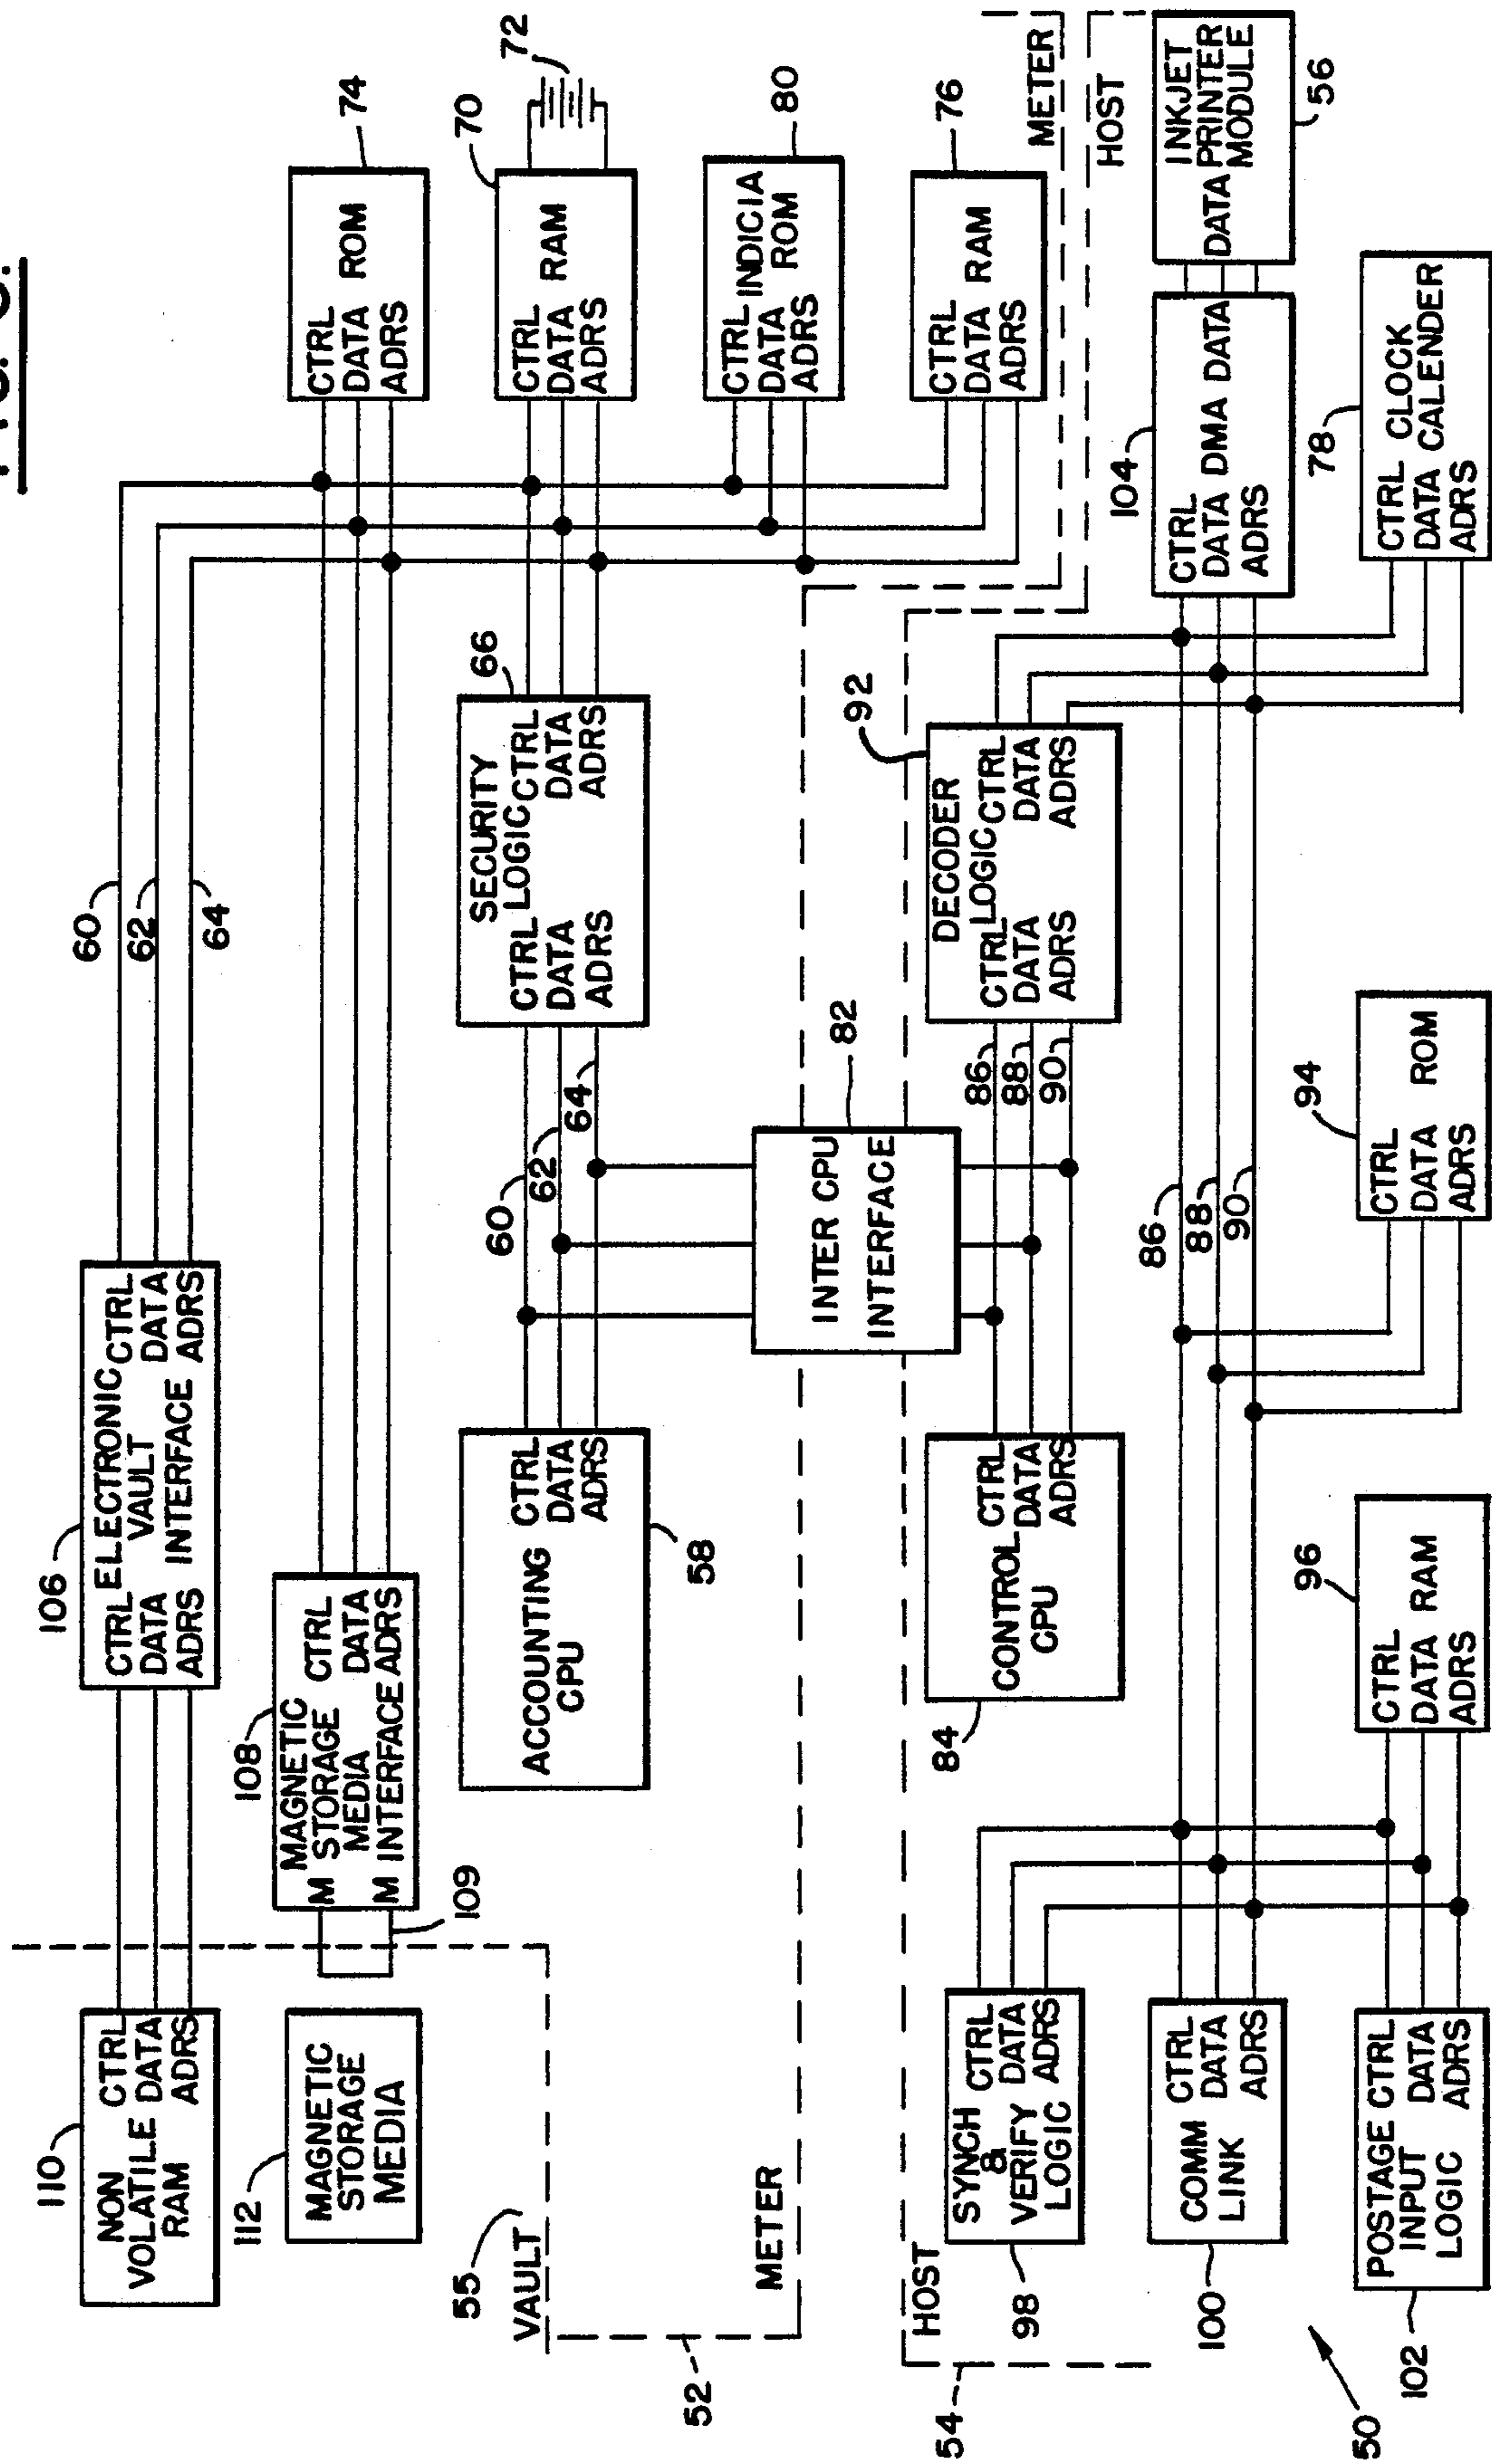 110
NON
VOLATILE
RAM
CTRL
DATA
ADRS
106
CTRL ELECTRONIC CTRL
DATA VAULT DATA
ADRS INTERFACE ADRS
60
62
64
112
MAGNETIC
STORAGE
MEDIA
108
MAGNETIC
M STORAGE CTRL
MEDIA DATA
M INTERFACE ADRS
109
74
CTRL
DATA ROM
ADRS
55
VAULT
ACCOUNTING
CPU
CTRL
DATA
ADRS
58
60
62
64
SECURITY
CTRL LOGIC CTRL
DATA DATA
ADRS ADRS
66
70
CTRL
DATA RAM
ADRS
72
CTRL INDICIA
DATA ROM
ADRS
80
CTRL
DATA RAM
ADRS
76
52
METER
METER
INTER CPU
INTERFACE
82
HOST
HOST
54
84
CONTROL
CPU
CTRL
DATA
ADRS
86
88
90
DECODER
CTRL LOGIC CTRL
DATA DATA
ADRS ADRS
92
98
SYNCH CTRL
& DATA
VERIFY ADRS
LOGIC
100
COMM
LINK
CTRL
DATA
ADRS
86
88
90
104
CTRL
DATA DMA DATA
ADRS
INKJET
DATA PRINTER
MODULE
56
50
102
POSTAGE CTRL
INPUT DATA
LOGIC ADRS
96
CTRL
DATA RAM
ADRS
94
CTRL
DATA ROM
ADRS
78
CTRL CLOCK
DATA CALENDER
ADRS